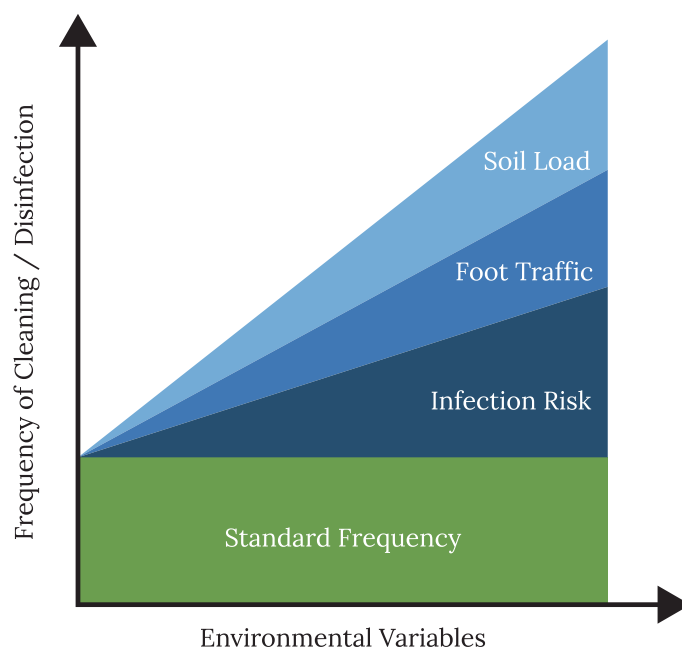 Frequency of Cleaning / Disinfection
Soil Load
Foot Traffic
Infection Risk
Standard Frequency
Environmental Variables